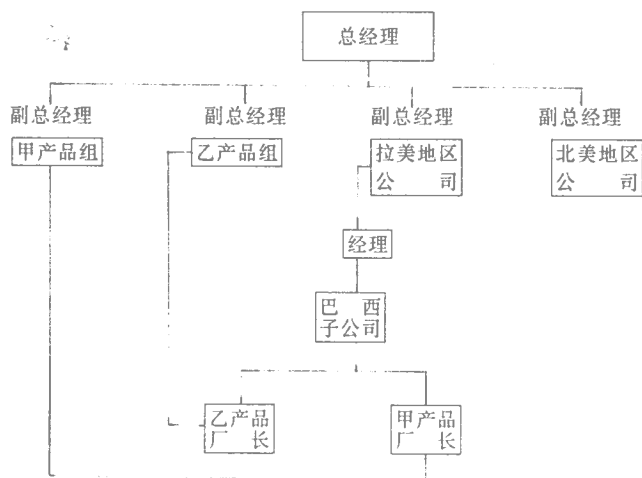 总经理
副总经理 副总经理 副总经理 副总经理
甲产品组 乙产品组 拉美地区 北美地区
公司 公司
经理
巴西
子公司
乙产品 甲产品
厂长 厂长